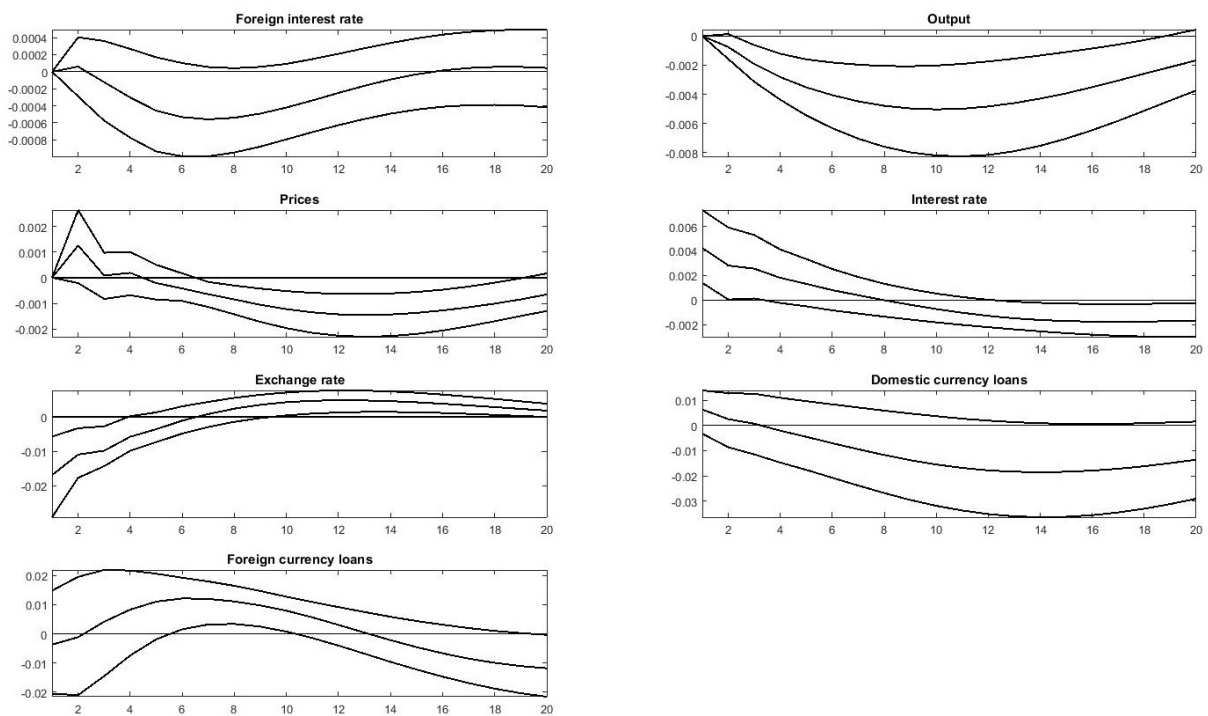 Foreign interest rate
0.0004
0.0002
0
-0.0002
-0.0004
-0.0006
-0.0008
2 4 6 8 10 12 14 16 18 20
Output
0
-0.002
-0.004
-0.006
-0.008
2 4 6 8 10 12 14 16 18 20
Prices
0.002
0.001
0
-0.001
-0.002
2 4 6 8 10 12 14 16 18 20
Interest rate
0.006
0.004
0.002
0
-0.002
2 4 6 8 10 12 14 16 18 20
Exchange rate
0
-0.01
-0.02
2 4 6 8 10 12 14 16 18 20
Domestic currency loans
0.01
0
-0.01
-0.02
-0.03
2 4 6 8 10 12 14 16 18 20
Foreign currency loans
0.02
0.01
0
-0.01
-0.02
2 4 6 8 10 12 14 16 18 20